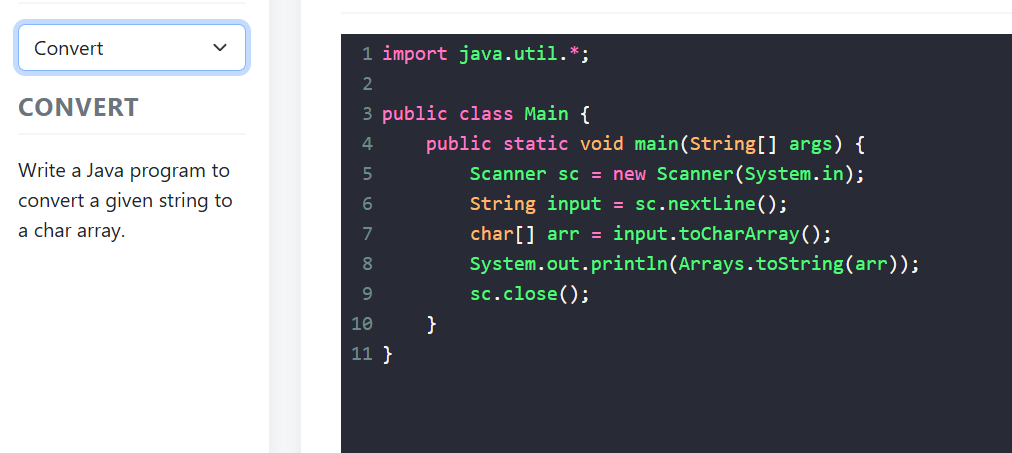 Convert
CONVERT
Write a Java program to
convert a given string to
a char array.
1 import java.util.*;
2
3 public class Main {
4     public static void main(String[] args) {
5         Scanner sc = new Scanner(System.in);
6         String input = sc.nextLine();
7         char[] arr = input.toCharArray();
8         System.out.println(Arrays.toString(arr));
9         sc.close();
10     }
11 }